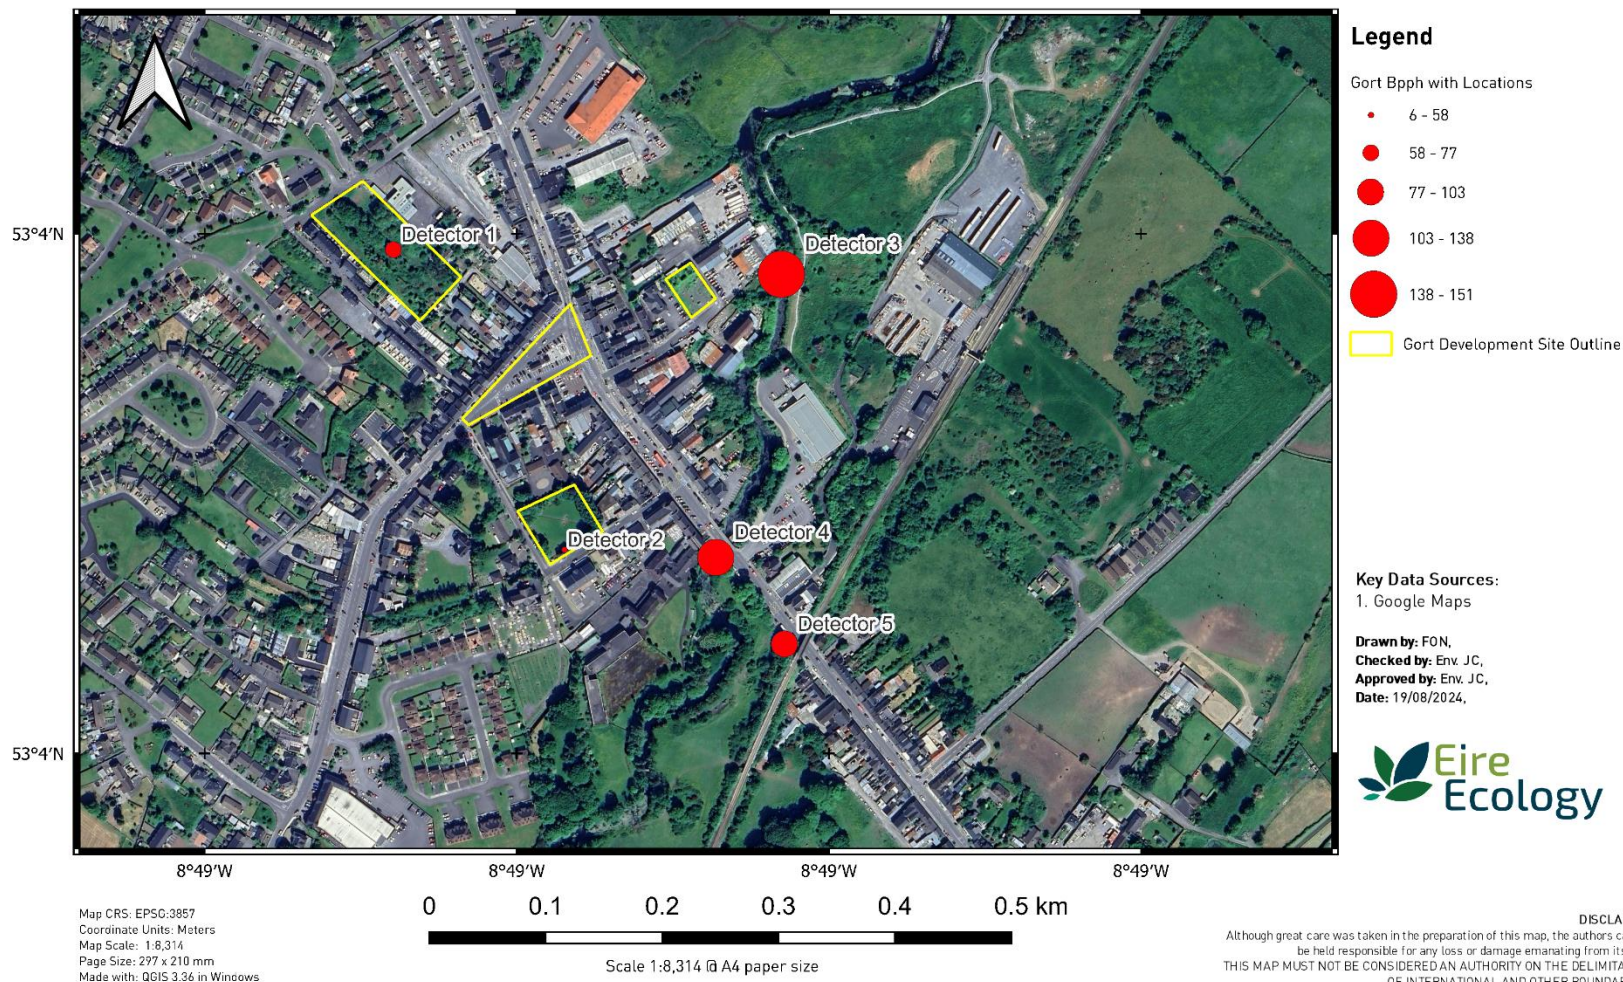 Legend
Gort Bpph with Locations
6 - 58
58 - 77
77 - 103
103 - 138
138 - 151
Gort Development Site Outline
53°4'N
53°4'N
Detector 1
Detector 3
Detector 2
Detector 4
Detector 5
8°49'W
8°49'W
8°49'W
8°49'W
Key Data Sources:
1. Google Maps
Drawn by: FON,
Checked by: Env. JC,
Approved by: Env. JC,
Date: 19/08/2024,
Eire
Ecology
Map CRS: EPSG:3857
Coordinate Units: Meters
Map Scale: 1:8,314
Page Size: 297 x 210 mm
Made with: QGIS 3.36 in Windows
0 0.1 0.2 0.3 0.4 0.5 km
Scale 1:8,314 @ A4 paper size
DISCLA
Although great care was taken in the preparation of this map, the authors ca
be held responsible for any loss or damage emanating from its
THIS MAP MUST NOT BE CONSIDERED AN AUTHORITY ON THE DELIMITA
OF INTERNATIONAL AND OTHER BOUNDAR